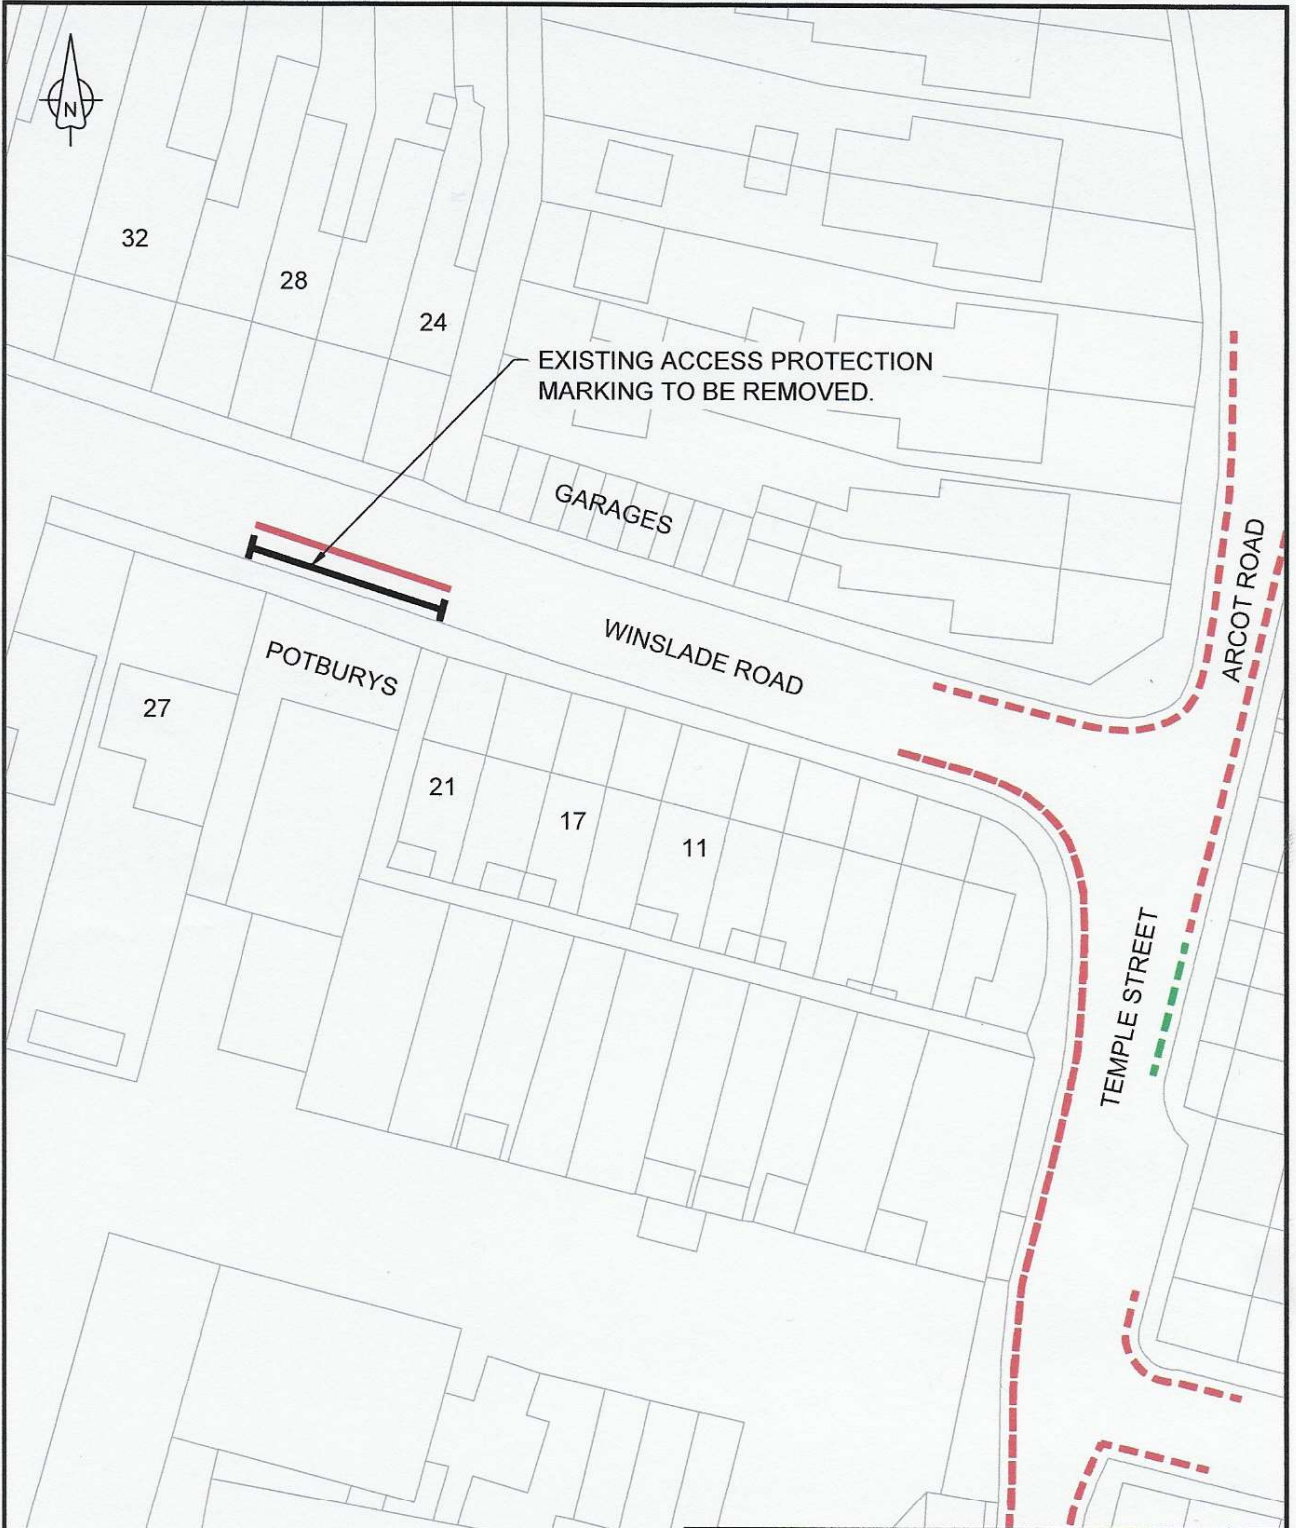 N
32
28
24
EXISTING ACCESS PROTECTION
MARKING TO BE REMOVED.
GARAGES
ARCOT ROAD
WINSLADE ROAD
POTBURYS
27
21
17
11
TEMPLE STREET